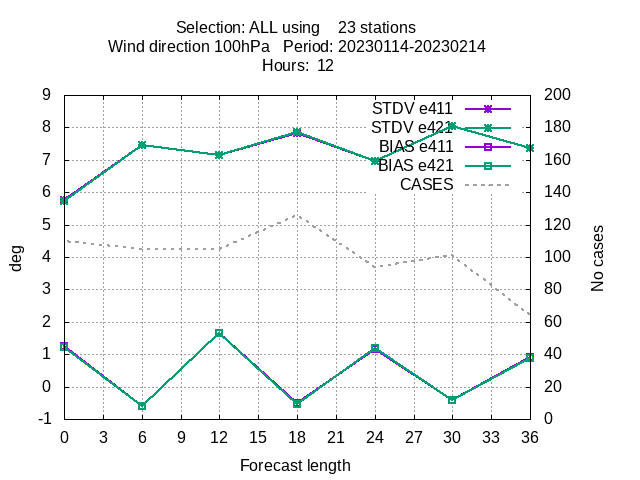 Selection: ALL using    23 stations
Wind direction 100hPa   Period: 20230114-20230214
Hours:  12
STDV e411
STDV e421
BIAS e411
BIAS e421
CASES
deg
9
8
7
6
5
4
3
2
1
0
-1
200
180
160
140
120
100
80
60
40
20
0
No cases
0 3 6 9 12 15 18 21 24 27 30 33 36
Forecast length